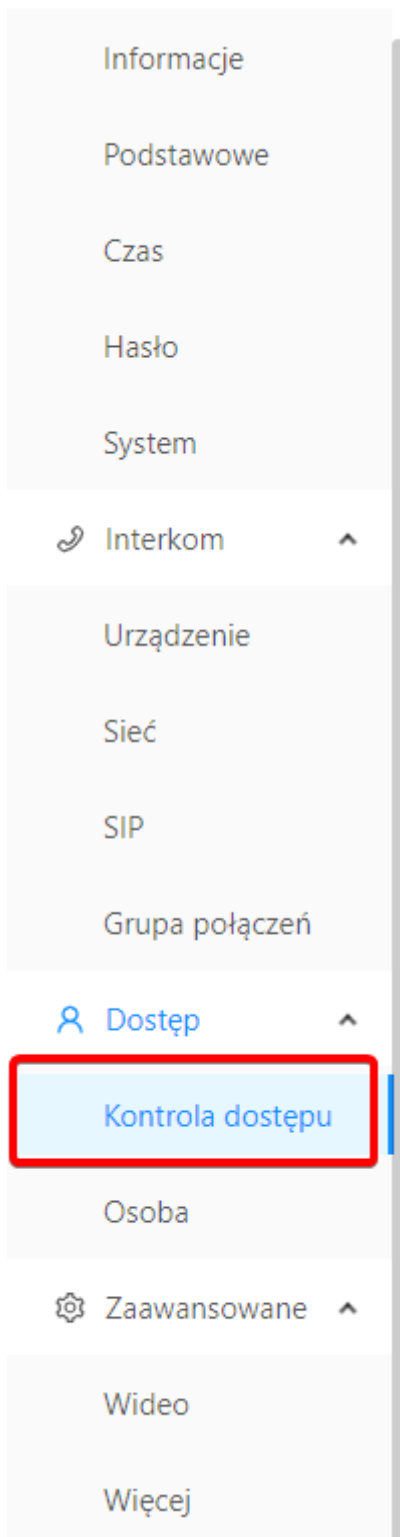 Informacje
Podstawowe
Czas
Hasło
System
Interkom
Urządzenie
Sieć
SIP
Grupa połączeń
Dostęp
Kontrola dostępu
Osoba
Zaawansowane
Wideo
Więcej